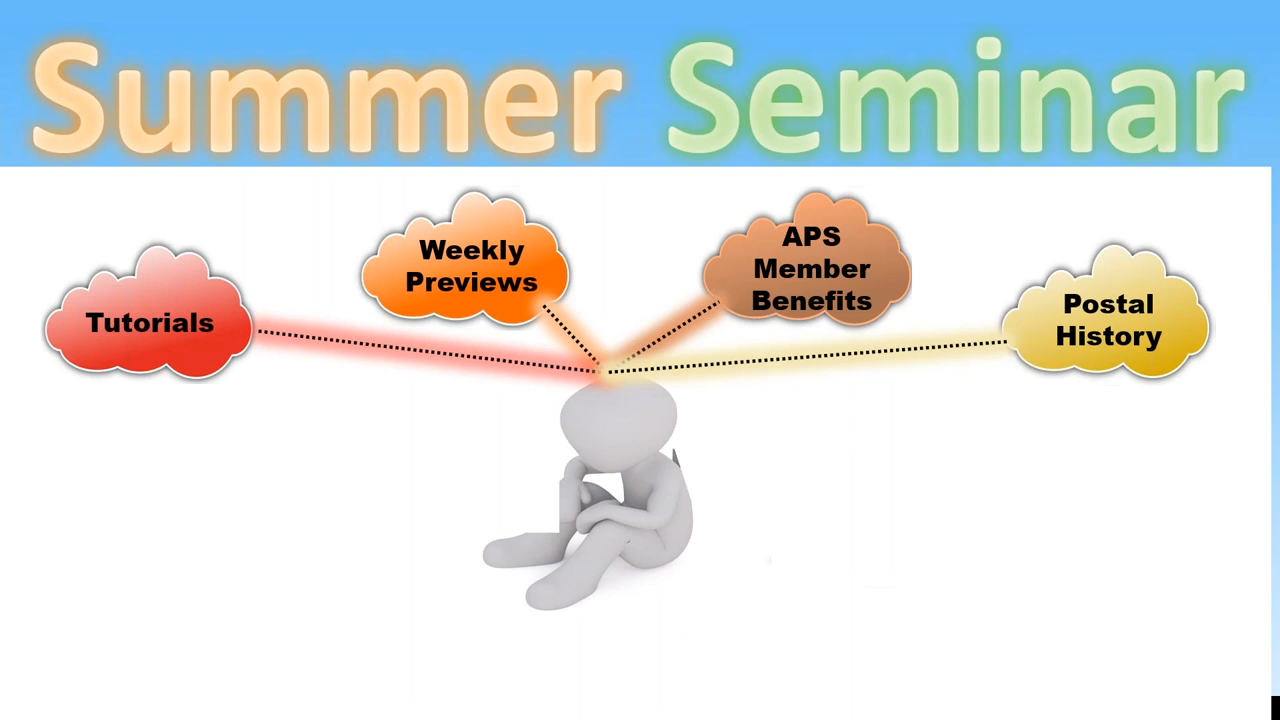 Summer Seminar
Tutorials
Weekly
Previews
APS
Member
Benefits
Postal
History